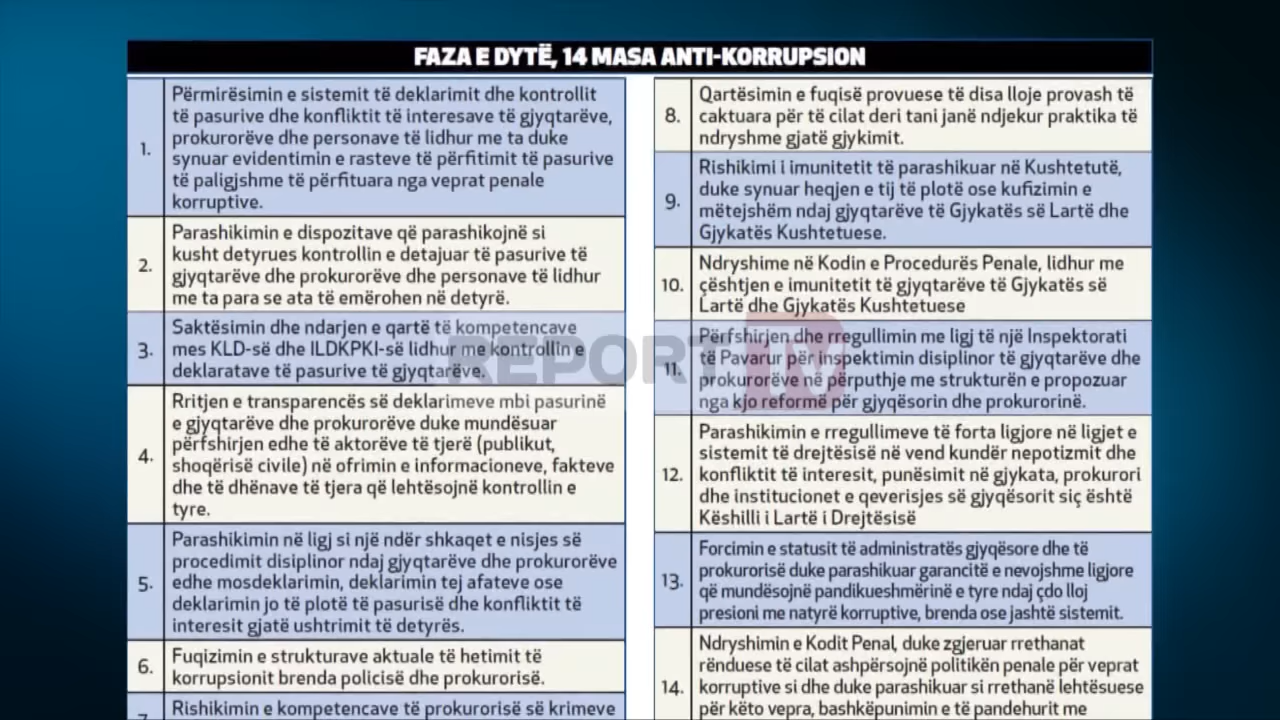 FAZA E DYTË, 14 MASA ANTI-KORRUPSION
1.
Përmirësimin e sistemit të deklarimit dhe kontrollit
të pasurive dhe konfliktit të interesave të gjyqtarëve,
prokurorëve dhe personave të lidhur me ta duke
synuar evidentimin e rasteve të përfitimit të pasurive
të paligjshme të përfituara nga veprat penale
korruptive.
2.
Parashikimin e dispozitave që parashikojnë si
kusht detyrues kontrollin e detajuar të pasurive të
gjyqtarëve dhe prokurorëve dhe personave të lidhur
me ta para se ata të emërohen në detyrë.
3.
Saktësimin dhe ndarjen e qartë të kompetencave
mes KLD-së dhe ILDKPKI-së lidhur me kontrollin e
deklaratave të pasurive të gjyqtarëve.
4.
Rritjen e transparencës së deklarimeve mbi pasurinë
e gjyqtarëve dhe prokurorëve duke mundësuar
përfshirjen edhe të aktorëve të tjerë (publikut,
shoqërisë civile) në ofrimin e informacioneve, fakteve
dhe të dhënave të tjera që lehtësojnë kontrollin e
tyre.
5.
Parashikimin në ligj si një ndër shkaqet e nisjes së
procedimit disiplinor ndaj gjyqtarëve dhe prokurorëve
edhe mosdeklarimin, deklarimin tej afateve ose
deklarimin jo të plotë të pasurisë dhe konfliktit të
interesit gjatë ushtrimit të detyrës.
6.
Fuqizimin e strukturave aktuale të hetimit të
korrupsionit brenda policisë dhe prokurorisë.
7.
Rishikimin e kompetencave të prokurorisë së krimeve
8.
Qartësimin e fuqisë provuese të disa lloje provash të
caktuara për të cilat deri tani janë ndjekur praktika të
ndryshme gjatë gjykimit.
9.
Rishikimi i imunitetit të parashikuar në Kushtetutë,
duke synuar heqjen e tij të plotë ose kufizimin e
mëtejshëm ndaj gjyqtarëve të Gjykatës së Lartë dhe
Gjykatës Kushtetuese.
10.
Ndryshime në Kodin e Procedurës Penale, lidhur me
çështjen e imunitetit të gjyqtarëve të Gjykatës së
Lartë dhe Gjykatës Kushtetuese
11.
Përfshirjen dhe rregullimin me ligj të një Inspektorati
të Pavarur për inspektimin disiplinor të gjyqtarëve dhe
prokurorëve në përputhje me strukturën e propozuar
nga kjo reformë për gjyqësorin dhe prokurorinë.
12.
Parashikimin e rregullimeve të forta ligjore në ligjet e
sistemit të drejtësisë në vend kundër nepotizmit dhe
konfliktit të interesit, punësimit në gjykata, prokurori
dhe institucionet e qeverisjes së gjyqësorit siç është
Këshilli i Lartë i Drejtësisë
13.
Forcimin e statusit të administratës gjyqësore dhe të
prokurorisë duke parashikuar garancitë e nevojshme ligjore
që mundësojnë pandikueshmërinë e tyre ndaj çdo lloj
presioni me natyrë korruptive, brenda ose jashtë sistemit.
14.
Ndryshimin e Kodit Penal, duke zgjeruar rrethanat
rënduese të cilat ashpërsojnë politikën penale për veprat
korruptive si dhe duke parashikuar si rrethanë lehtësuese
për këto vepra, bashkëpunimin e të pandehurit me
REPORT TV